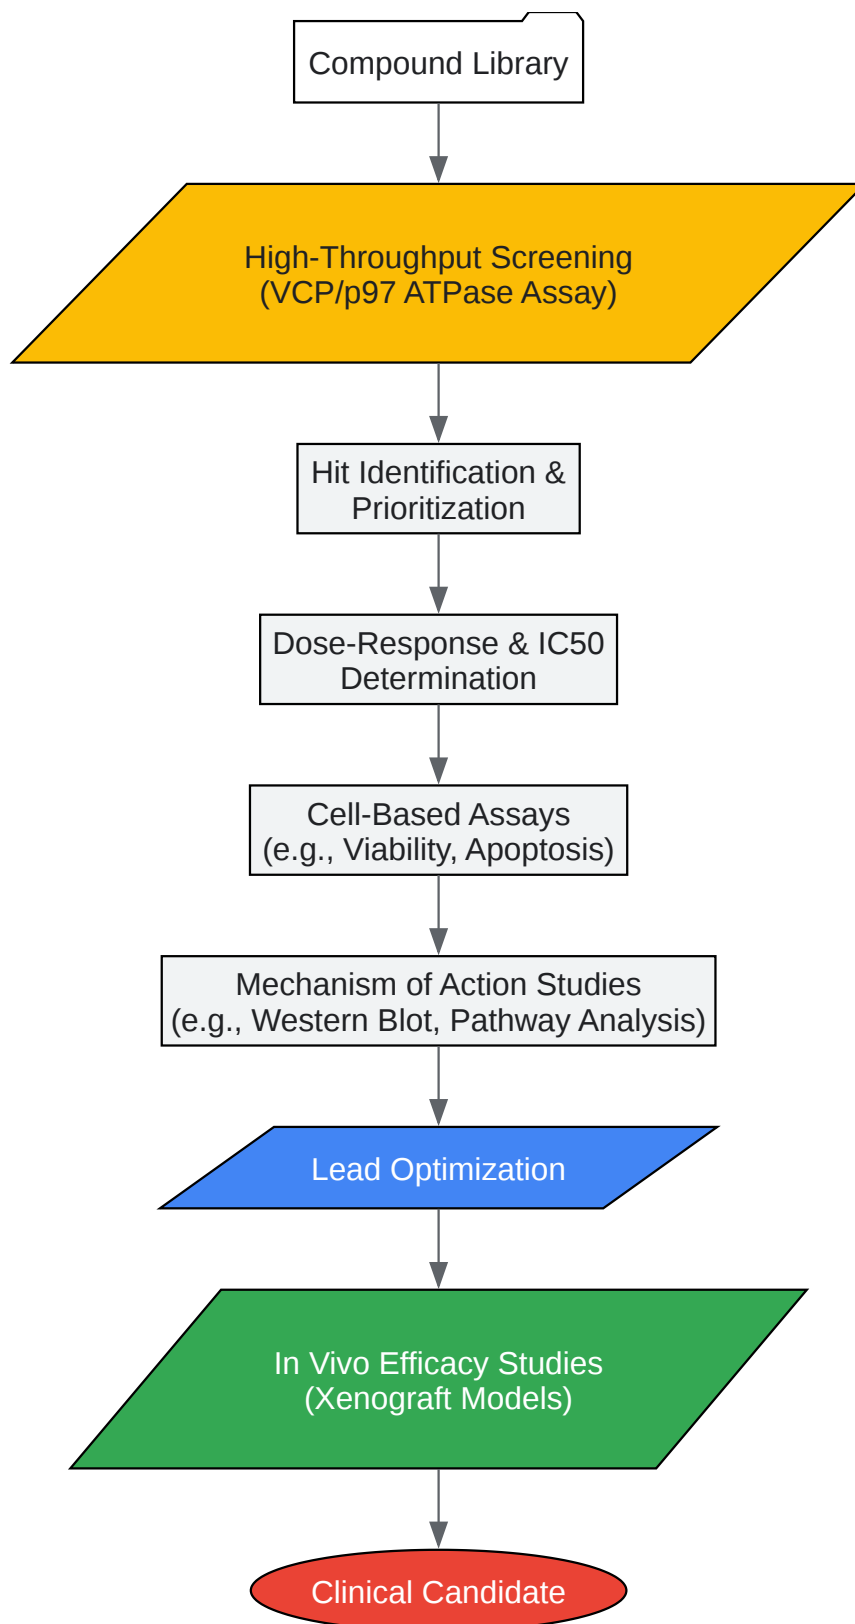 Compound Library
High-Throughput Screening
(VCP/p97 ATPase Assay)
Hit Identification &
Prioritization
Dose-Response & IC50
Determination
Cell-Based Assays
(e.g., Viability, Apoptosis)
Mechanism of Action Studies
(e.g., Western Blot, Pathway Analysis)
Lead Optimization
In Vivo Efficacy Studies
(Xenograft Models)
Clinical Candidate